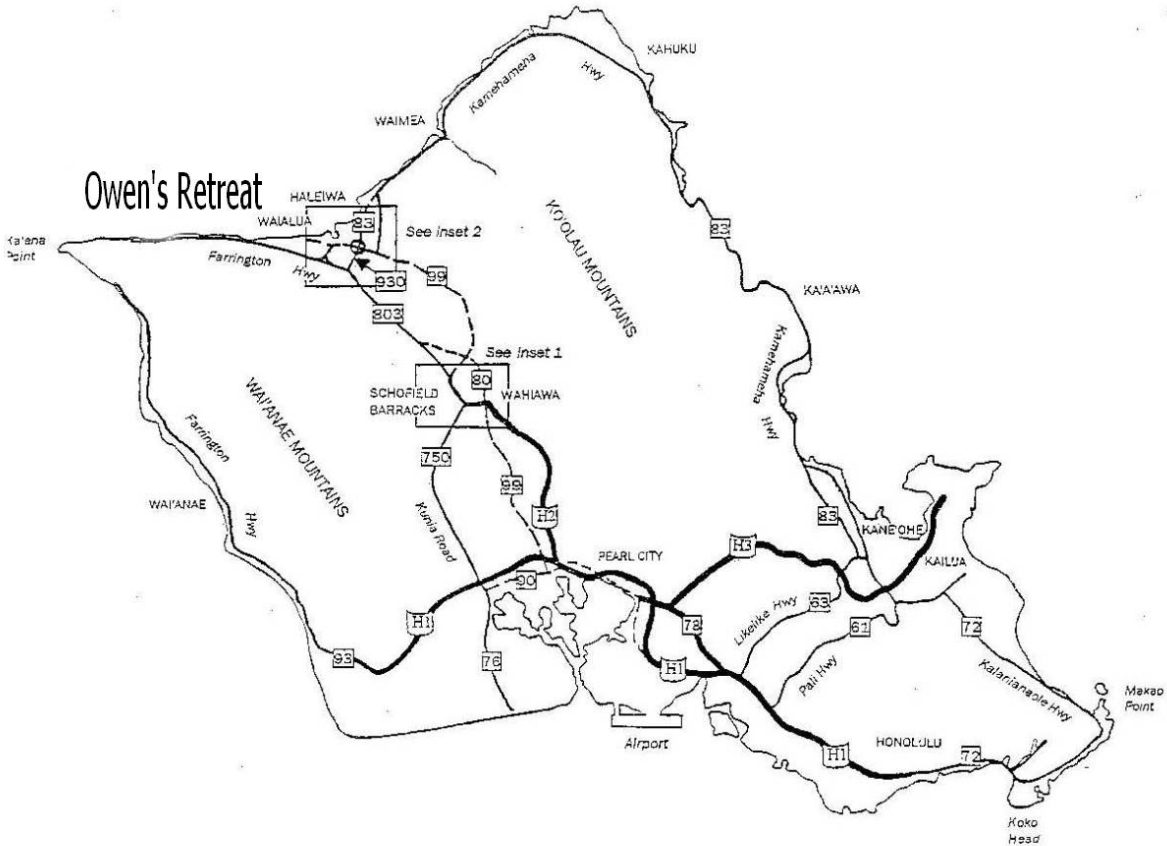 KAHUKU
Kamehameha
Hwy
WAIMEA
Owen's Retreat
HALEIWA
WAIALUA
83
See Inset 2
Ka'ena
Point
Farrington
Hwy
930
99
803
KO'OLAU MOUNTAINS
83
KA'A'AWA
Kamehameha
Hwy
See Inset 1
80
SCHOFIELD
BARRACKS
WAHIAWA
WAI'ANAE MOUNTAINS
Farrington
Hwy
WAI'ANAE
750
99
Kunia Road
H2
83
KANE'OHE
H3
PEARL CITY
KAILUA
90
Likelike Hwy
63
H1
78
61
72
93
76
H1
Pali Hwy
Kalanianaole Hwy
Makap
Point
Airport
HONOLULU
H1
72
Koko
Head